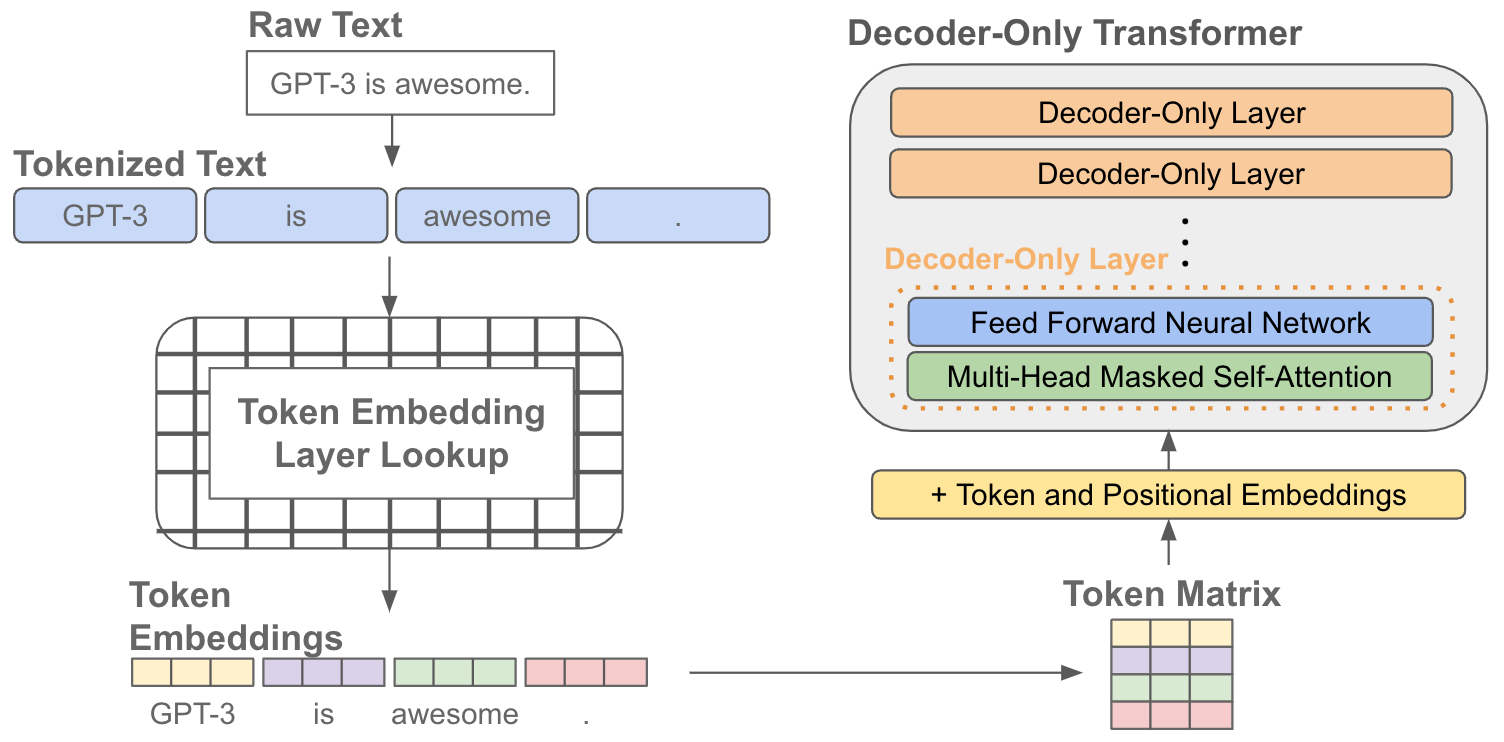 Raw Text
GPT-3 is awesome.
Tokenized Text
GPT-3 is awesome .
Token Embedding
Layer Lookup
Token
Embeddings
GPT-3 is awesome .
Decoder-Only Transformer
Decoder-Only Layer
Decoder-Only Layer
Decoder-Only Layer
Feed Forward Neural Network
Multi-Head Masked Self-Attention
+ Token and Positional Embeddings
Token Matrix